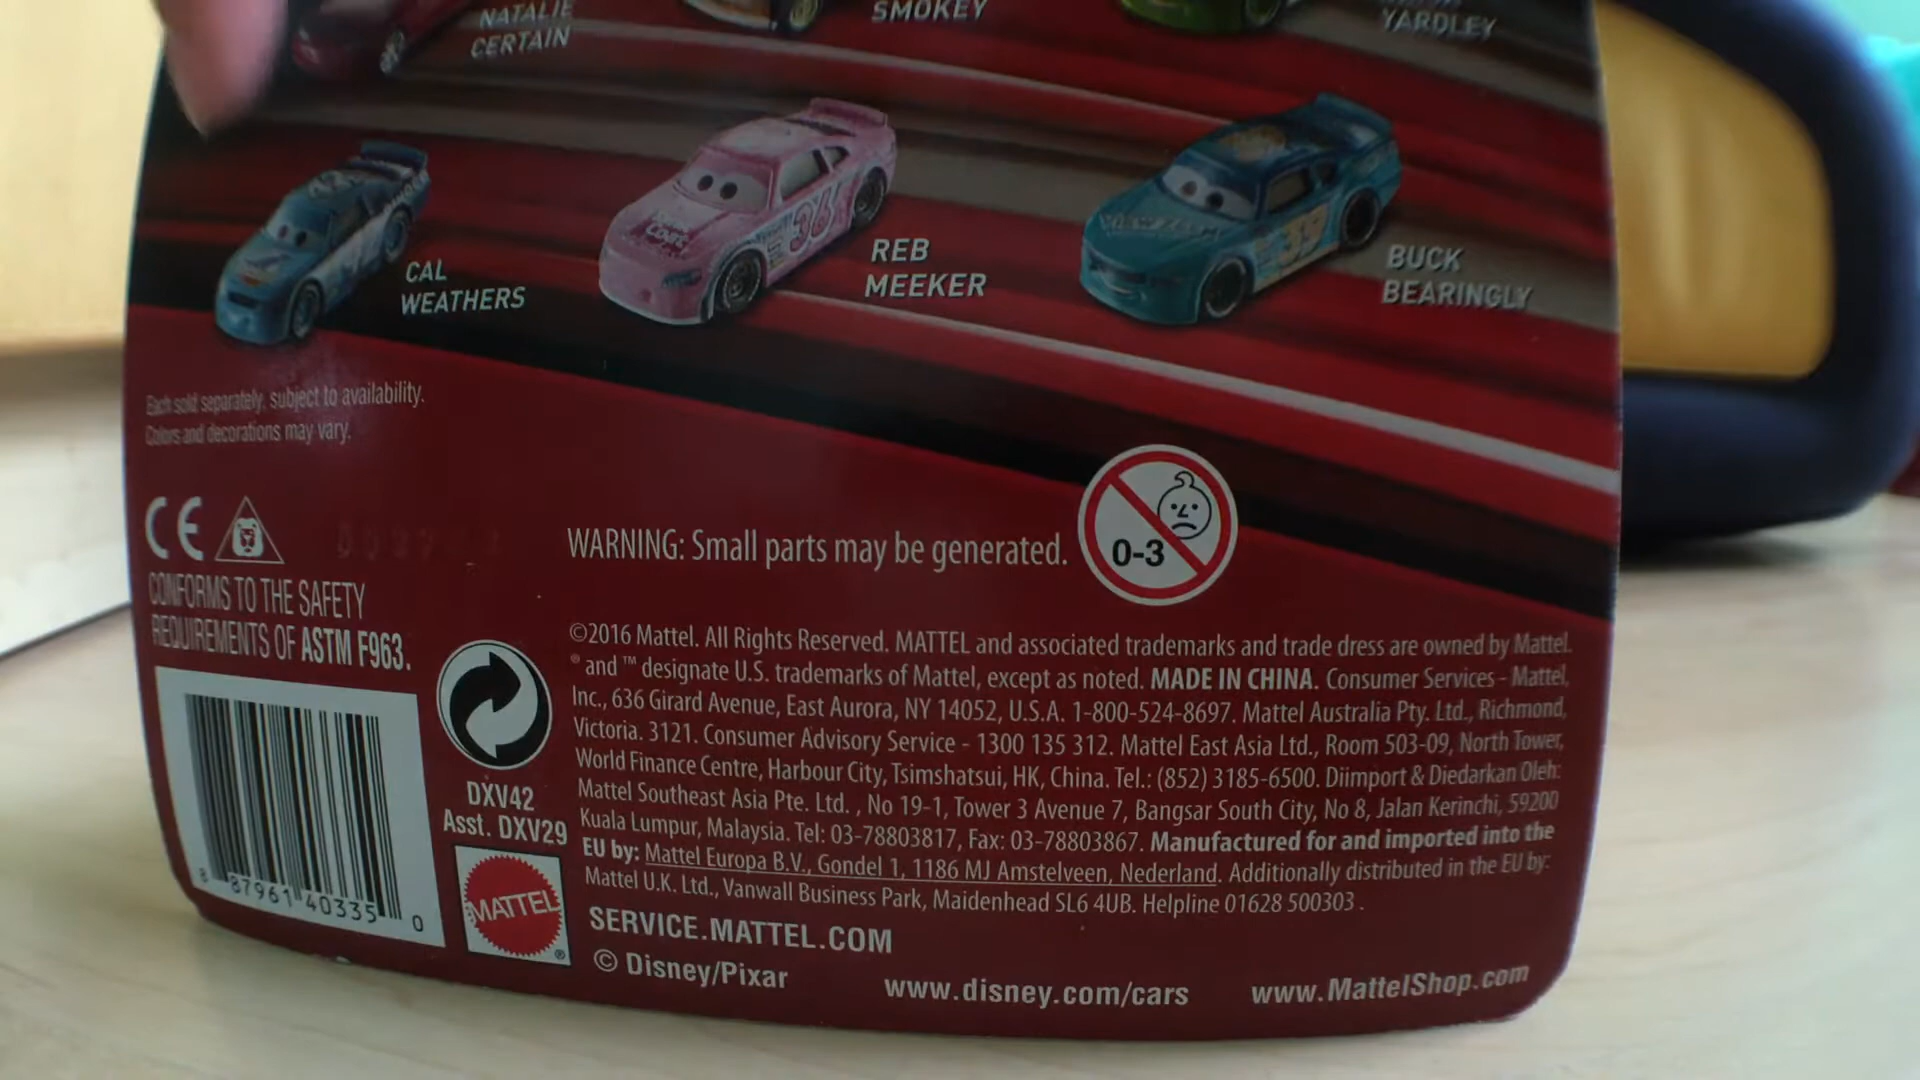 NATALIE
CERTAIN
SMOKEY
YARDLEY
CAL
WEATHERS
36
REB
MEEKER
39
BUCK
BEARINGLY
Each sold separately, subject to availability.
Colors and decorations may vary.
CE
CONFORMS TO THE SAFETY
REQUIREMENTS OF ASTM F963.
WARNING: Small parts may be generated.
0-3
©2016 Mattel. All Rights Reserved. MATTEL and associated trademarks and trade dress are owned by Mattel.
® and ™ designate U.S. trademarks of Mattel, except as noted. MADE IN CHINA. Consumer Services - Mattel,
Inc., 636 Girard Avenue, East Aurora, NY 14052, U.S.A. 1-800-524-8697. Mattel Australia Pty. Ltd., Richmond,
Victoria. 3121. Consumer Advisory Service - 1300 135 312. Mattel East Asia Ltd., Room 503-09, North Tower,
World Finance Centre, Harbour City, Tsimshatsui, HK, China. Tel.: (852) 3185-6500. Diimport & Diedarkan Oleh:
Mattel Southeast Asia Pte. Ltd. , No 19-1, Tower 3 Avenue 7, Bangsar South City, No 8, Jalan Kerinchi, 59200
Kuala Lumpur, Malaysia. Tel: 03-78803817, Fax: 03-78803867. Manufactured for and imported into the
EU by: Mattel Europa B.V., Gondel 1, 1186 MJ Amstelveen, Nederland. Additionally distributed in the EU by:
Mattel U.K. Ltd., Vanwall Business Park, Maidenhead SL6 4UB. Helpline 01628 500303.
DXV42
Asst. DXV29
8 87961 40335 0
MATTEL®
SERVICE.MATTEL.COM
© Disney/Pixar
www.disney.com/cars
www.MattelShop.com